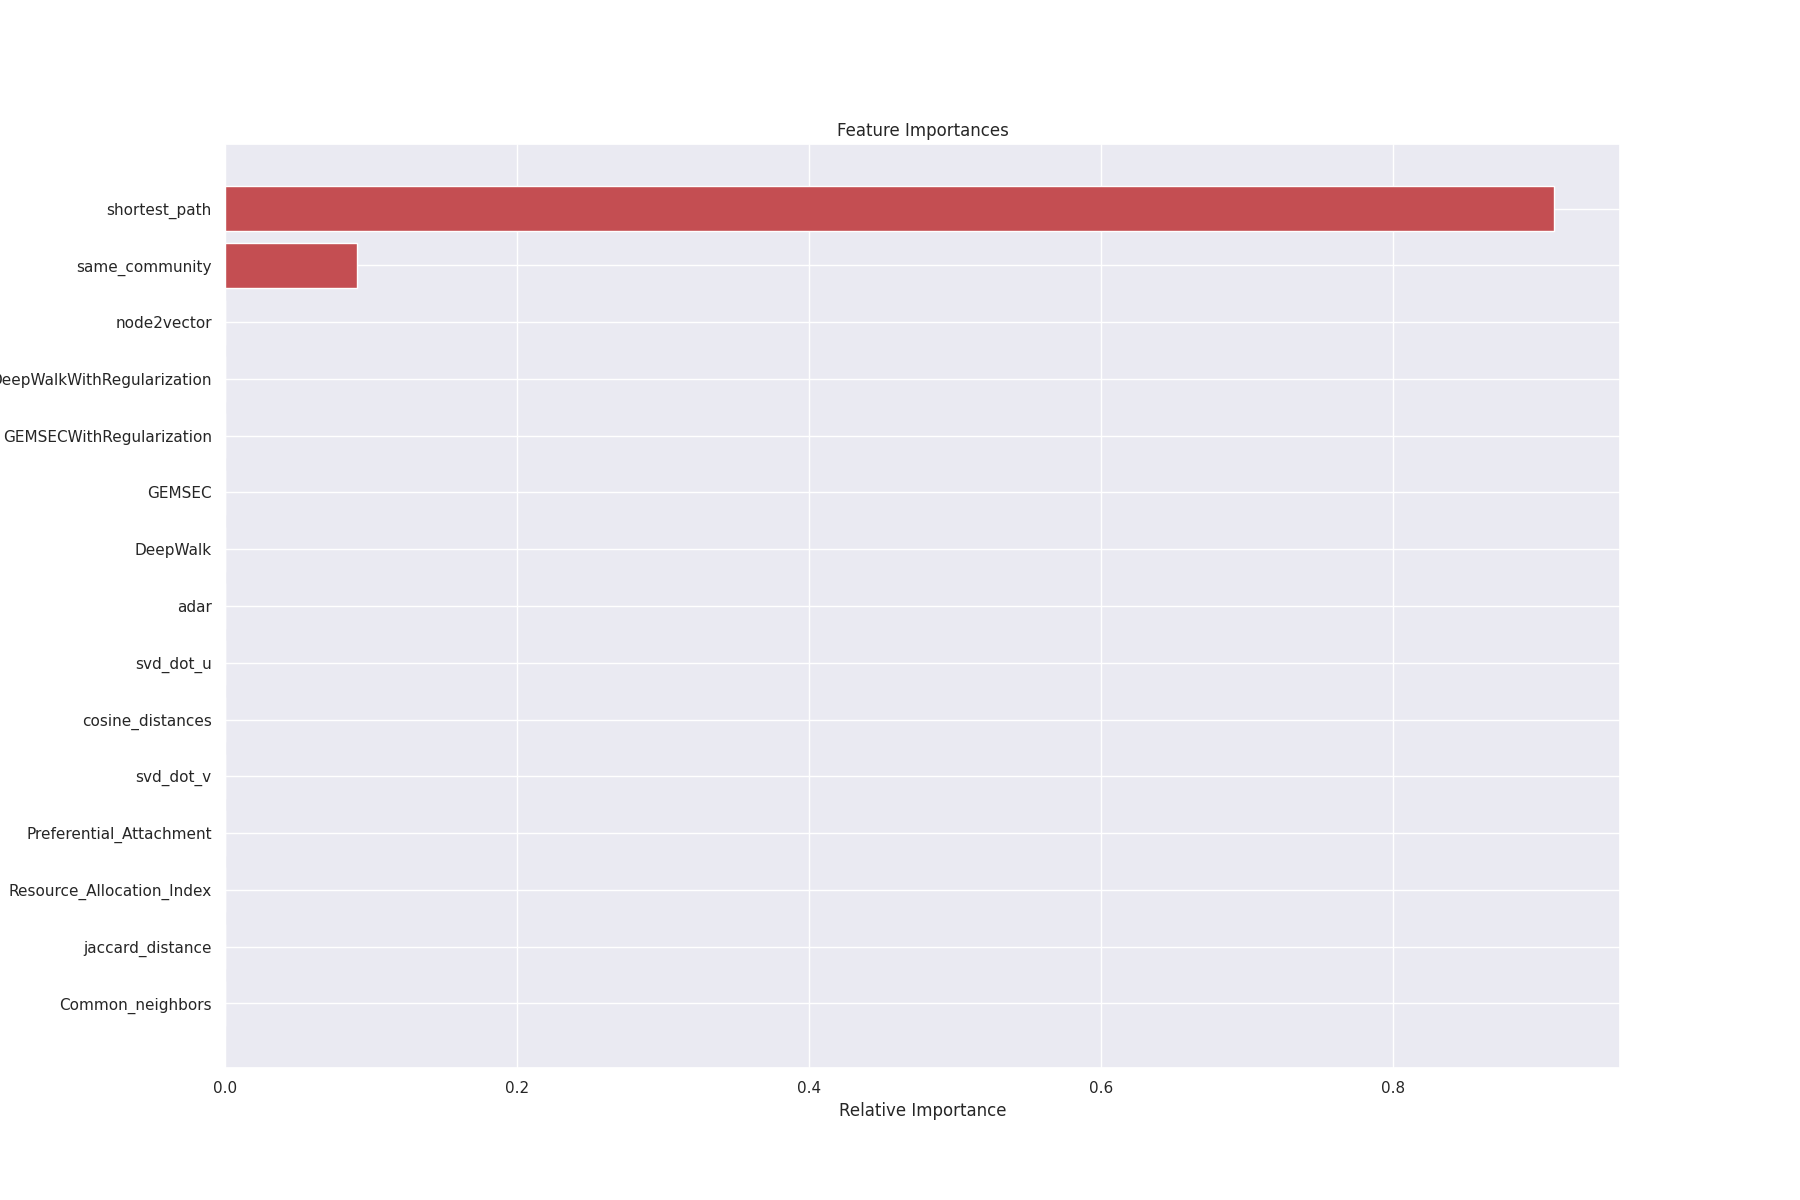 Feature Importances
shortest_path
same_community
node2vector
eepWalkWithRegularization
GEMSECWithRegularization
GEMSEC
DeepWalk
adar
svd_dot_u
cosine_distances
svd_dot_v
Preferential_Attachment
Resource_Allocation_Index
jaccard_distance
Common_neighbors
0.0 0.2 0.4 0.6 0.8
Relative Importance